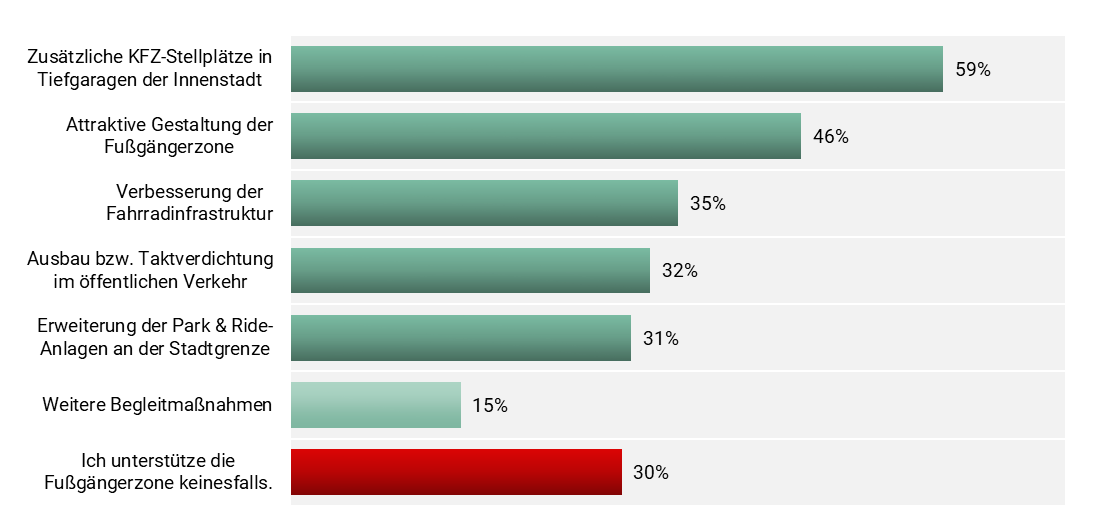 Zusätzliche KFZ-Stellplätze in
Tiefgaragen der Innenstadt
59%
Attraktive Gestaltung der
Fußgängerzone
46%
Verbesserung der
Fahrradinfrastruktur
35%
Ausbau bzw. Taktverdichtung
im öffentlichen Verkehr
32%
Erweiterung der Park & Ride-
Anlagen an der Stadtgrenze
31%
Weitere Begleitmaßnahmen
15%
Ich unterstütze die
Fußgängerzone keinesfalls.
30%